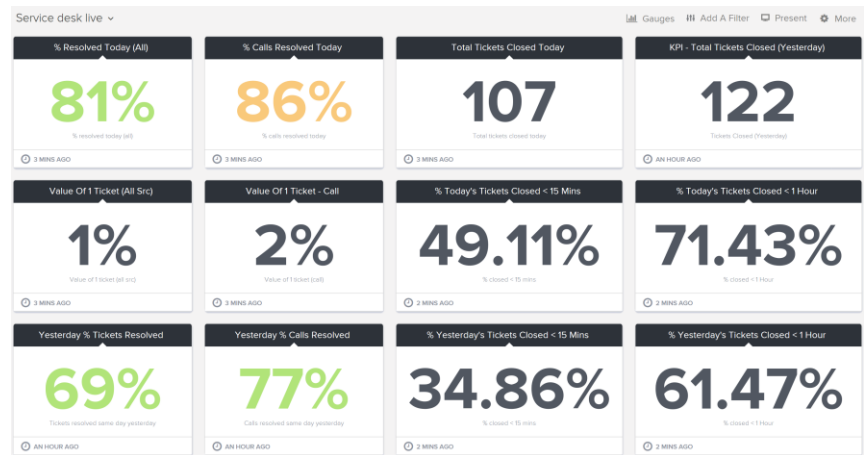 Service desk live
Gauges Add A Filter Present More
% Resolved Today (All)
81%
% resolved today (all)
3 MINS AGO
% Calls Resolved Today
86%
% calls resolved today
3 MINS AGO
Total Tickets Closed Today
107
Total tickets closed today
3 MINS AGO
KPI - Total Tickets Closed (Yesterday)
122
Tickets Closed (Yesterday)
AN HOUR AGO
Value Of 1 Ticket (All Src)
1%
Value of 1 ticket (all src)
3 MINS AGO
Value Of 1 Ticket - Call
2%
Value of 1 ticket (call)
3 MINS AGO
% Today's Tickets Closed < 15 Mins
49.11%
% closed < 15 mins
2 MINS AGO
% Today's Tickets Closed < 1 Hour
71.43%
% closed < 1 Hour
2 MINS AGO
Yesterday % Tickets Resolved
69%
Tickets resolved same day yesterday
AN HOUR AGO
Yesterday % Calls Resolved
77%
Calls resolved same day yesterday
AN HOUR AGO
% Yesterday's Tickets Closed < 15 Mins
34.86%
% closed < 15 mins
2 MINS AGO
% Yesterday's Tickets Closed < 1 Hour
61.47%
% closed < 1 Hour
2 MINS AGO